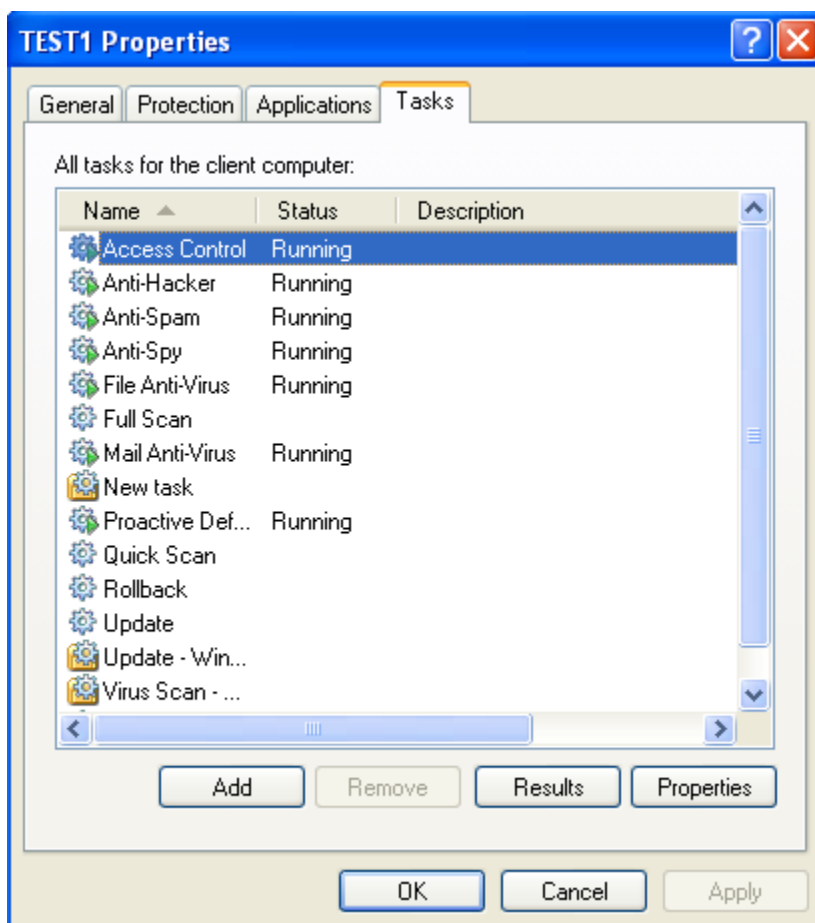 TEST1 Properties
General Protection Applications Tasks
All tasks for the client computer:
Name Status Description
Access Control Running
Anti-Hacker Running
Anti-Spam Running
Anti-Spy Running
File Anti-Virus Running
Full Scan
Mail Anti-Virus Running
New task
Proactive Def... Running
Quick Scan
Rollback
Update
Update - Win...
Virus Scan - ...
Add Remove Results Properties
OK Cancel Apply